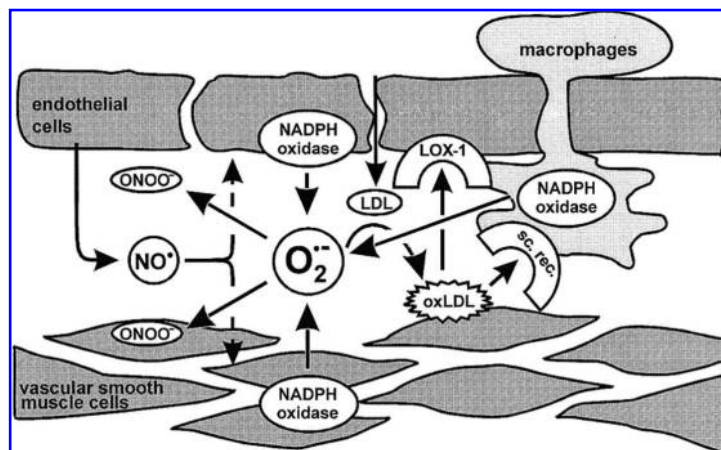 macrophages
endothelial
cells
NADPH
oxidase
LOX-1
ONOO⁻
LDL
NADPH
oxidase
NO•
O₂•⁻
sc. rec.
oxLDL
ONOO⁻
vascular smooth
muscle cells
NADPH
oxidase